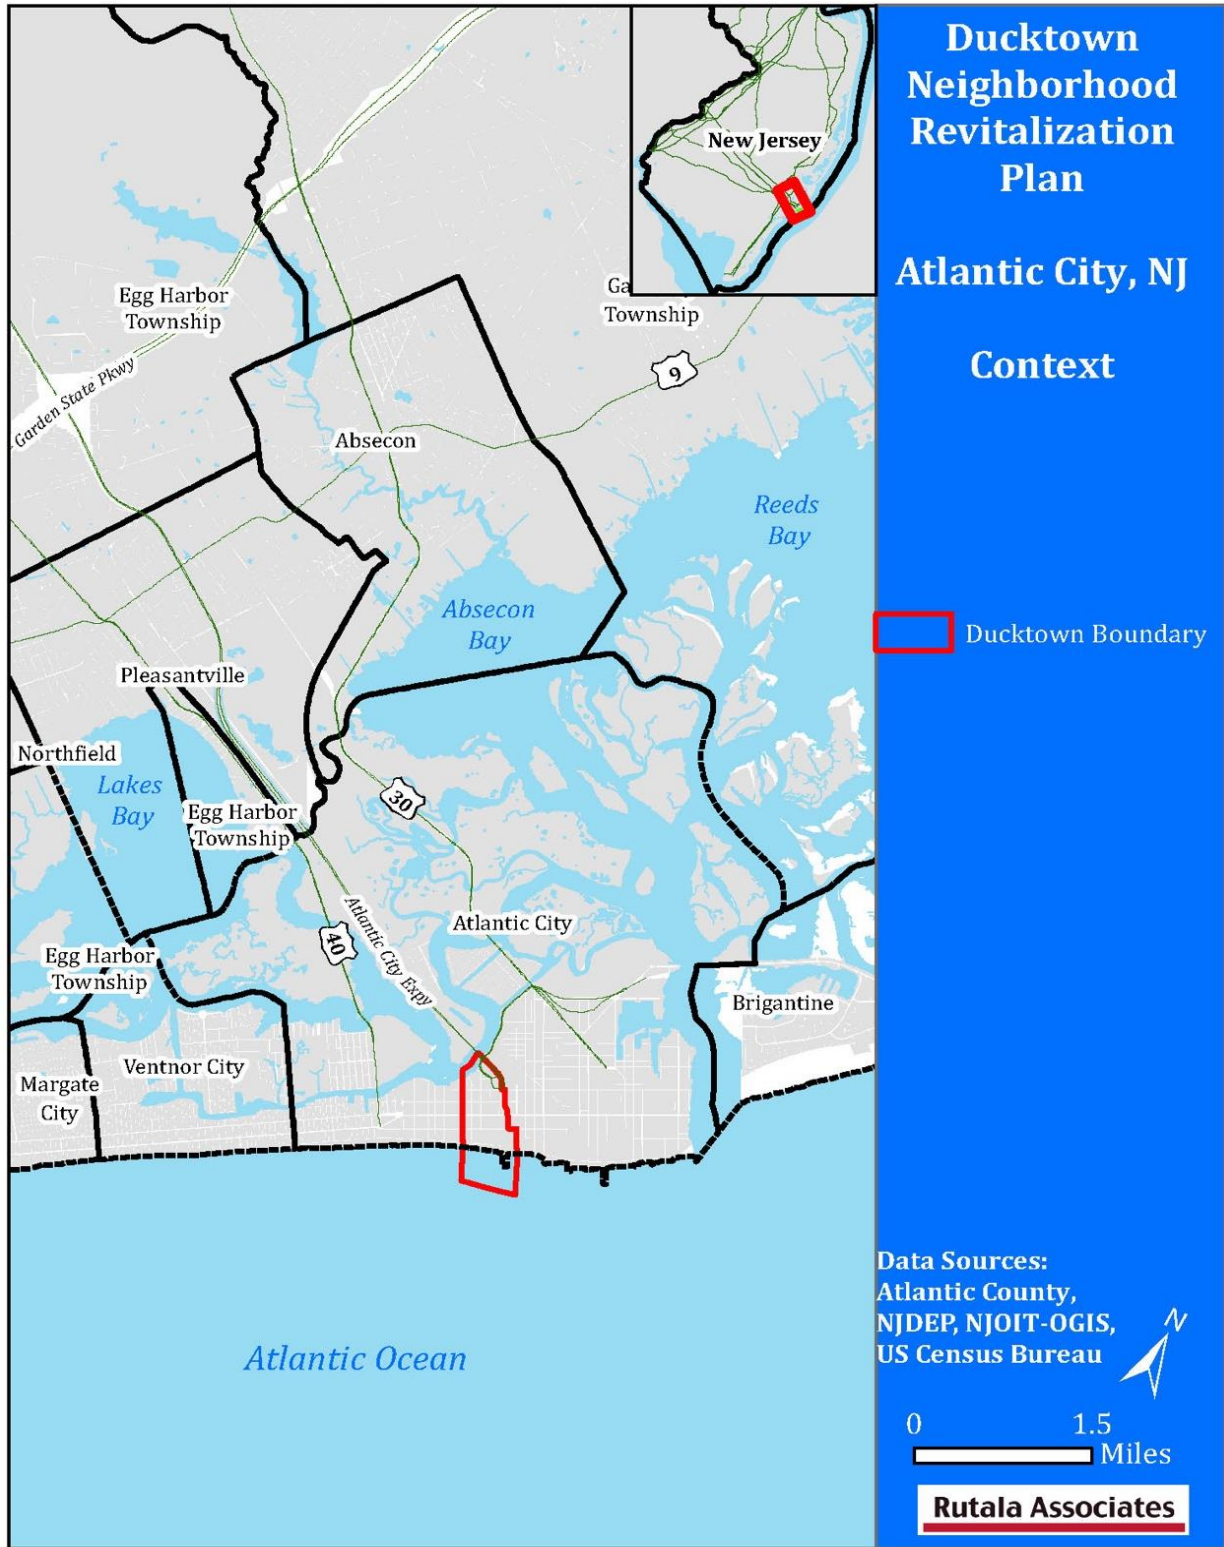 Ducktown
Neighborhood
Revitalization
Plan
Atlantic City, NJ
Context
New Jersey
Egg Harbor
Township
Ga
Township
Garden State Pkwy
9
Absecon
Reeds
Bay
Absecon
Bay
Ducktown Boundary
Pleasantville
Northfield
Lakes
Bay
Egg Harbor
Township
30
Atlantic City Expy
Atlantic City
40
Egg Harbor
Township
Brigantine
Ventnor City
Margate
City
Atlantic Ocean
Data Sources:
Atlantic County,
NJDEP, NJOIT-OGIS,
US Census Bureau
N
0 1.5
Miles
Rutala Associates